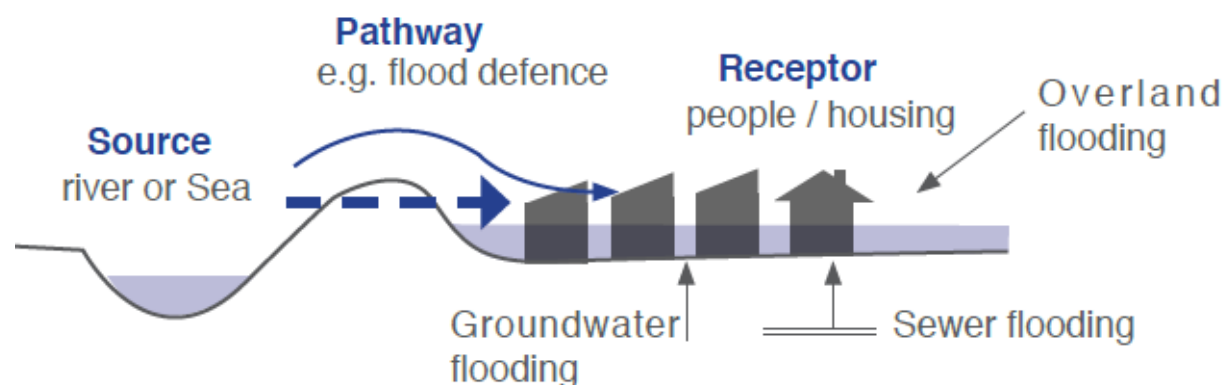 Pathway
e.g. flood defence
Receptor
people / housing
Overland
flooding
Source
river or Sea
Groundwater
flooding
Sewer flooding